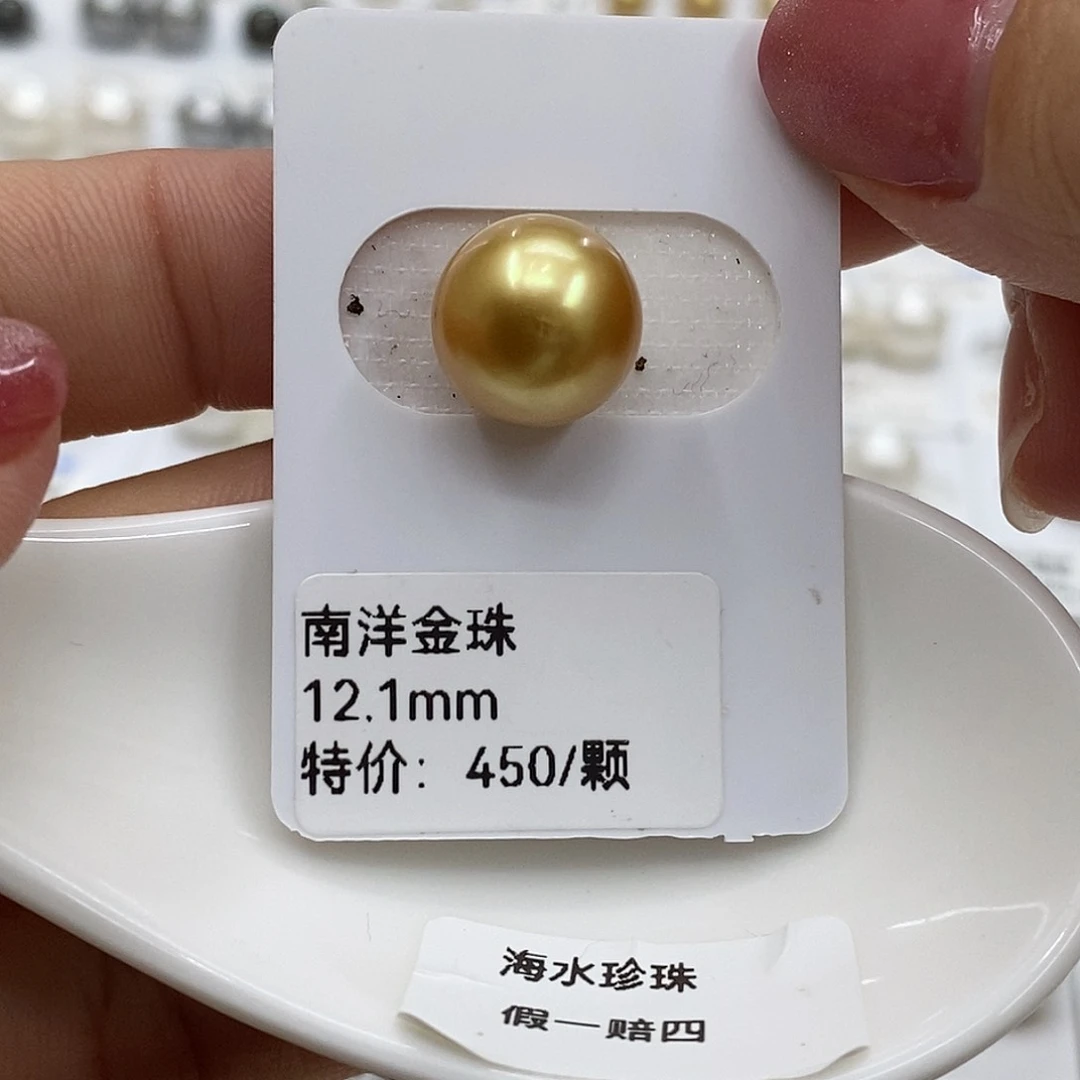 南洋金珠
12.1mm
特价: 450/颗
海水珍珠
假一赔四